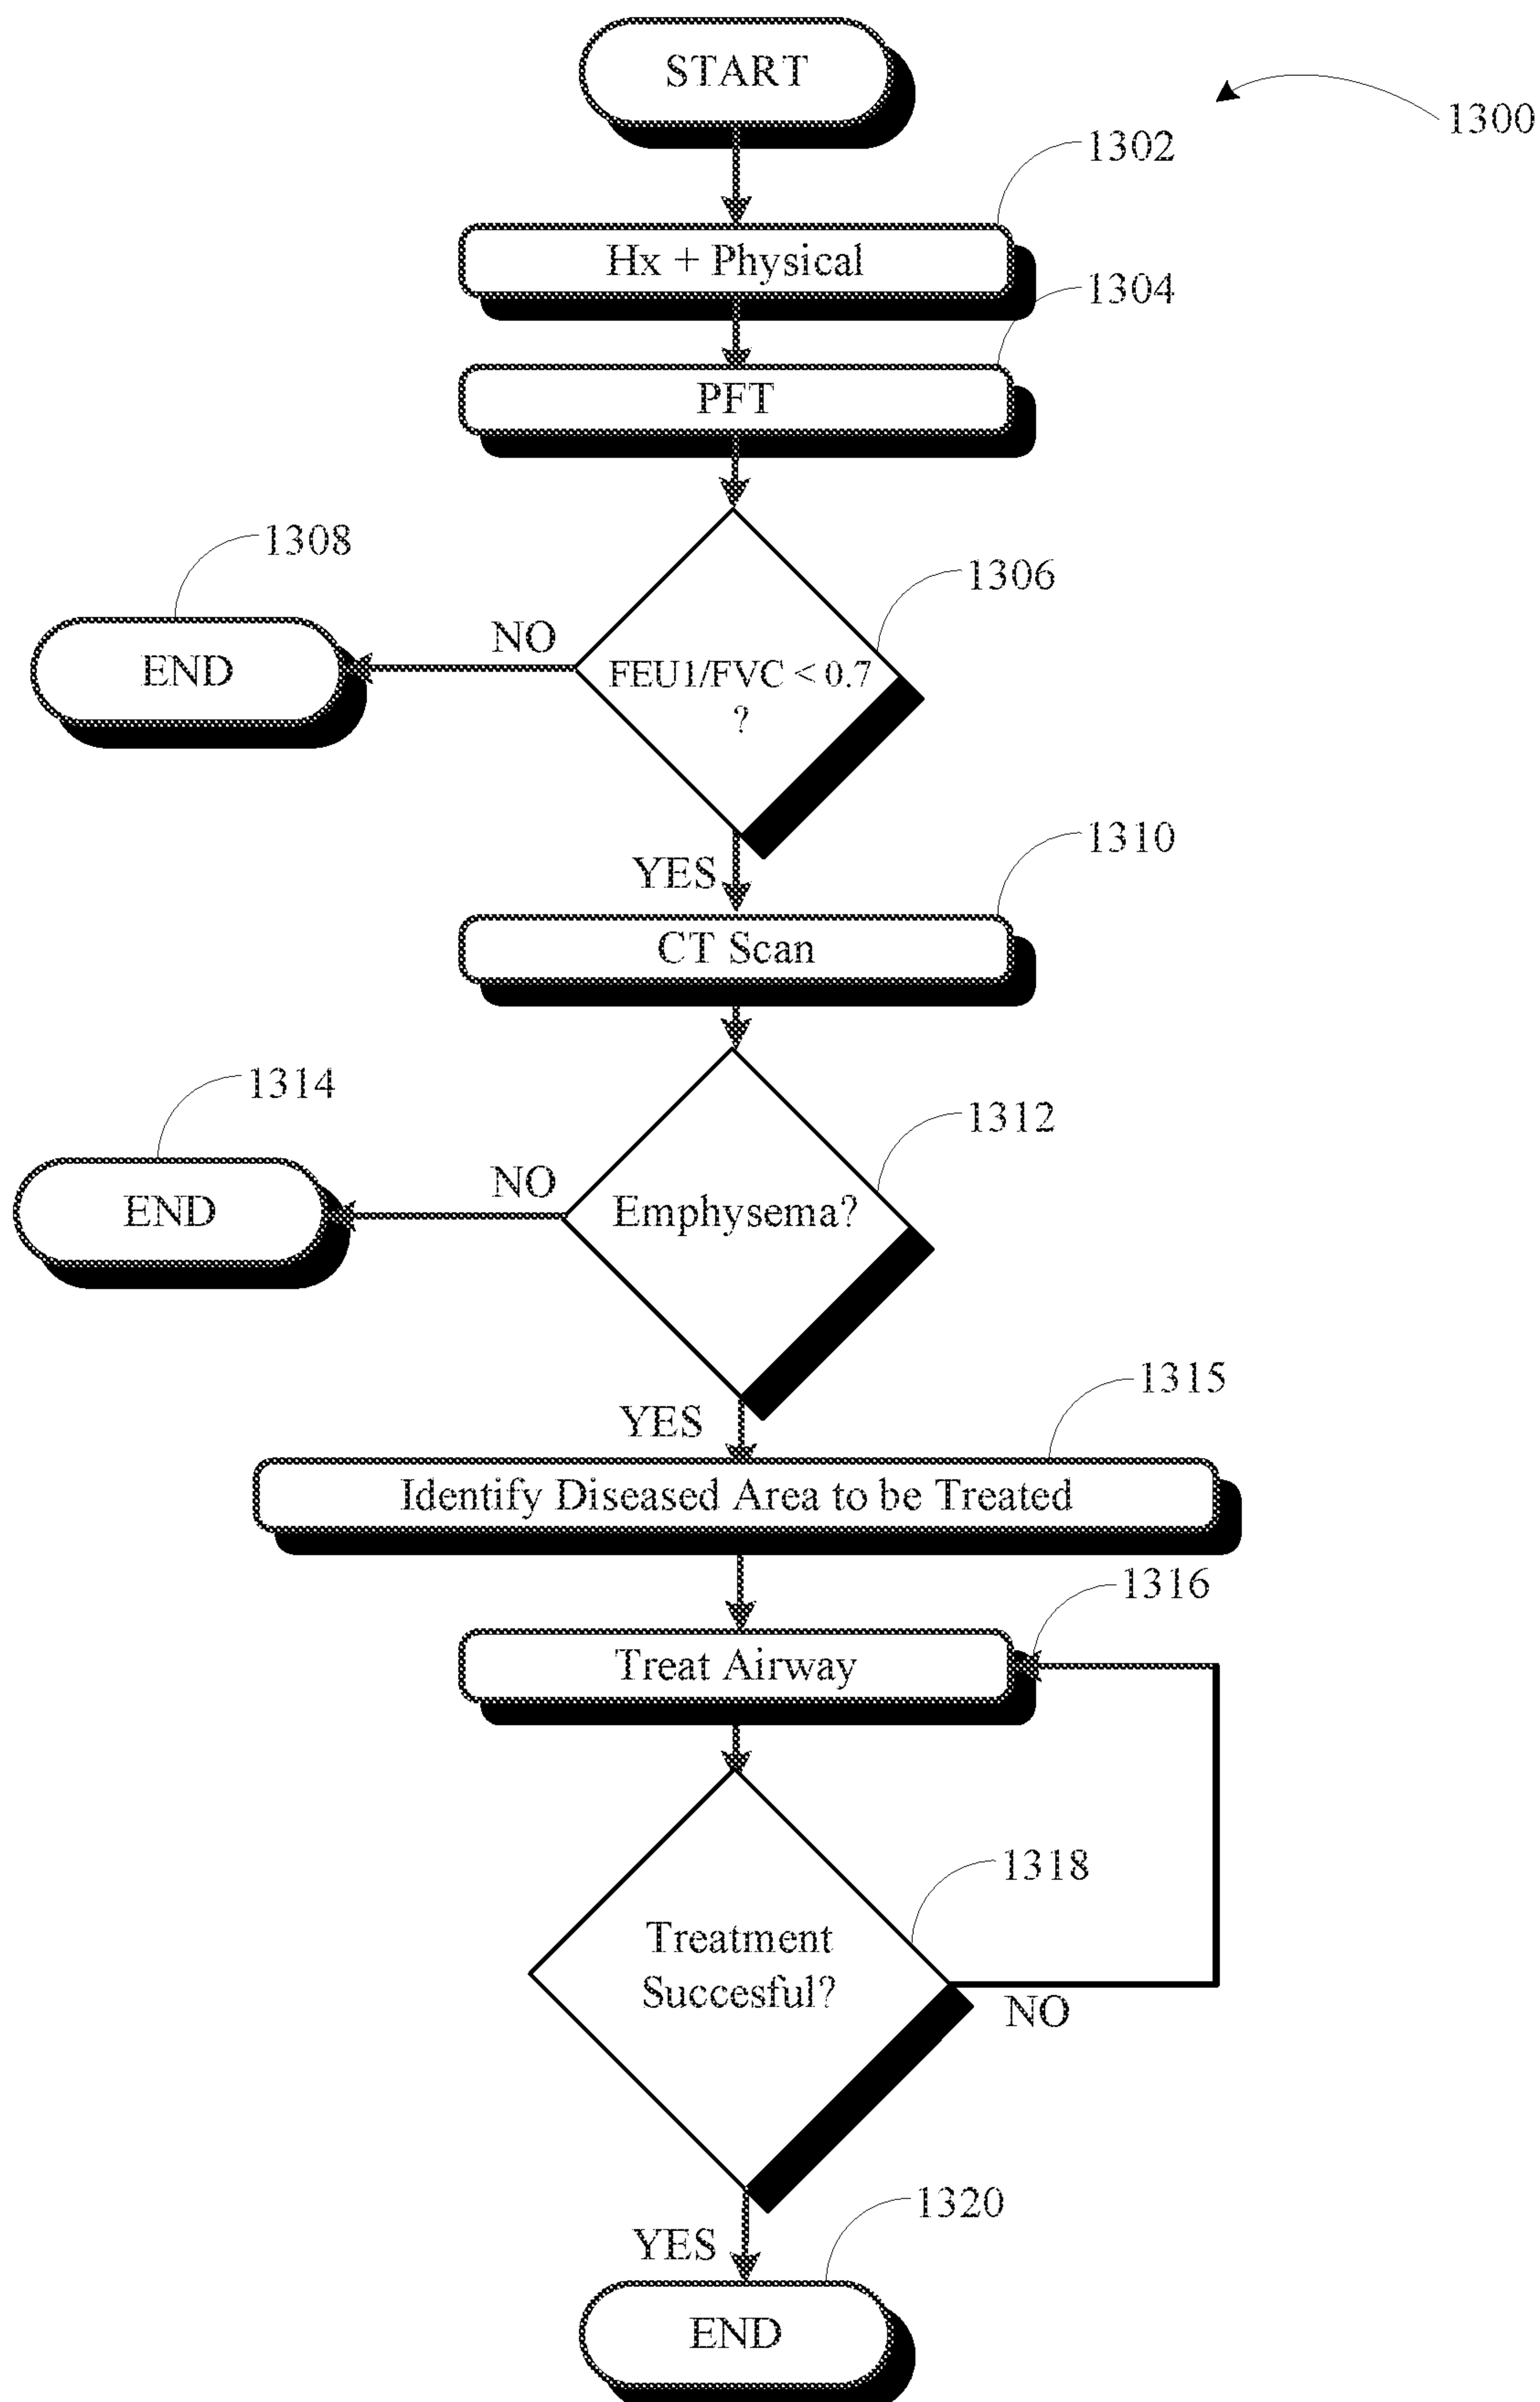 START
1300
1302
Hx + Physical
1304
PFT
1308
1306
END
NO
FEU1/FVC < 0.7
?
1310
YES
CT Scan
1314
1312
END
NO
Emphysema?
1315
YES
Identify Diseased Area to be Treated
1316
Treat Airway
1318
Treatment
Succesful?
NO
1320
YES
END